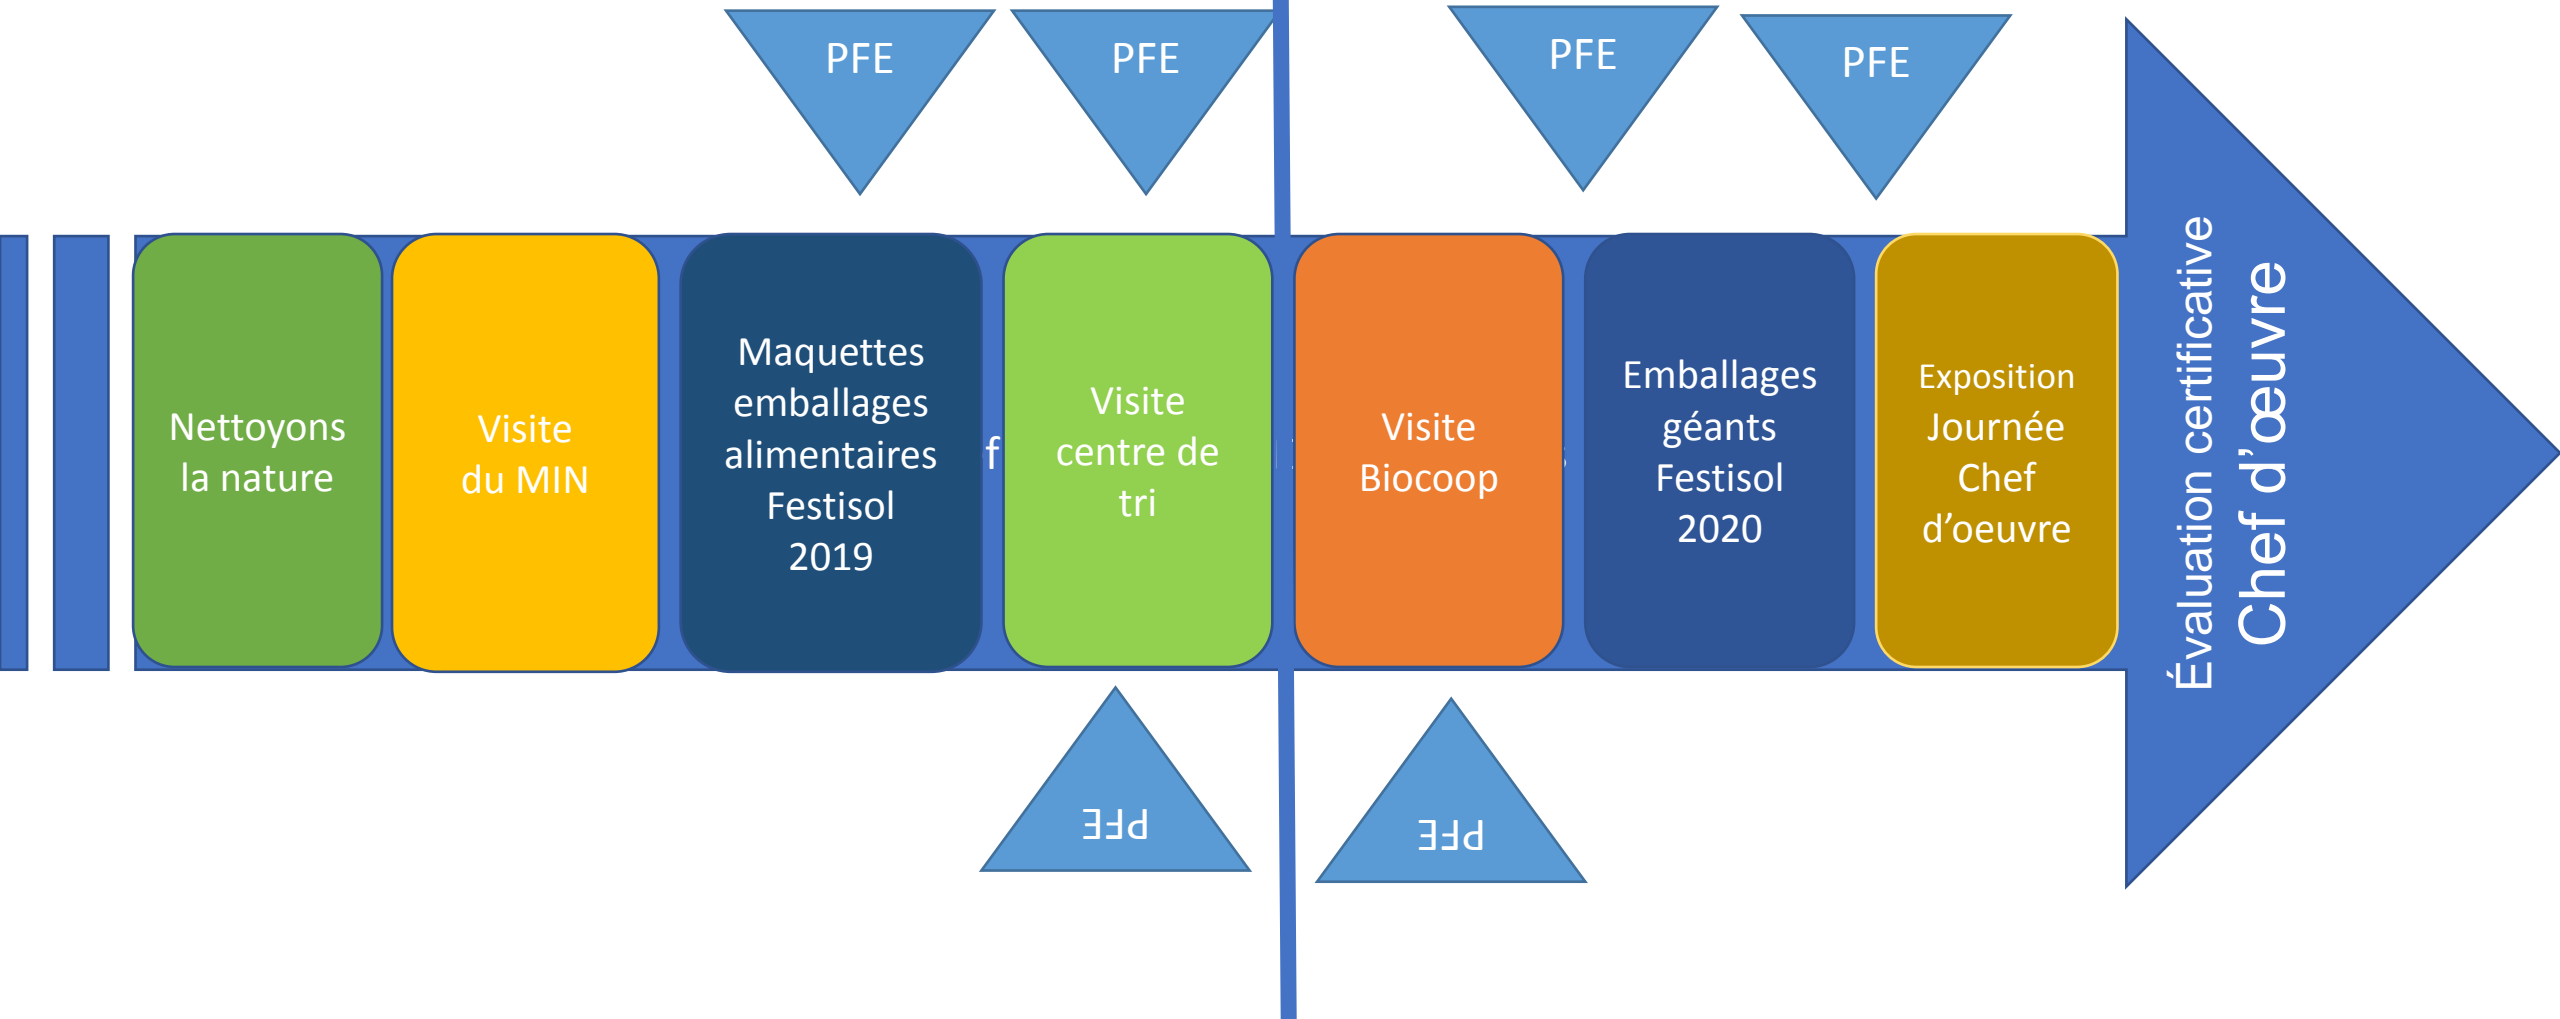 PFE
PFE
PFE
PFE
Nettoyons
la nature
Visite
du MIN
Maquettes
emballages
alimentaires
Festisol
2019
Visite
centre de
tri
Visite
Biocoop
Emballages
géants
Festisol
2020
Exposition
Journée
Chef
d’oeuvre
Évaluation certificative
Chef d’œuvre
PFE
PFE